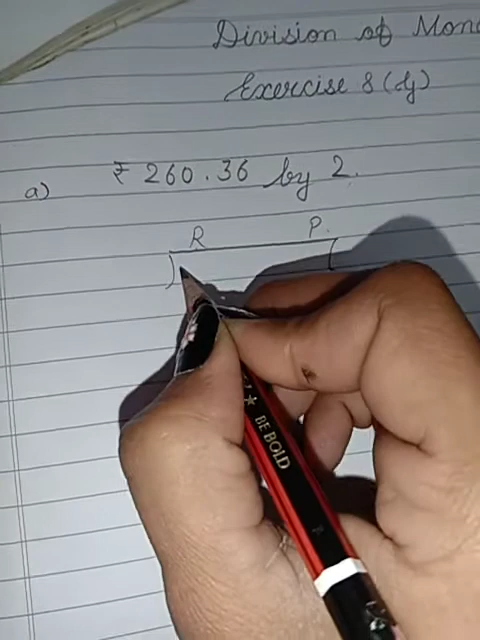 Division of Mon
Exercise 8 (d)
a) ₹ 260.36 by 2.
R P.
BE BOLD